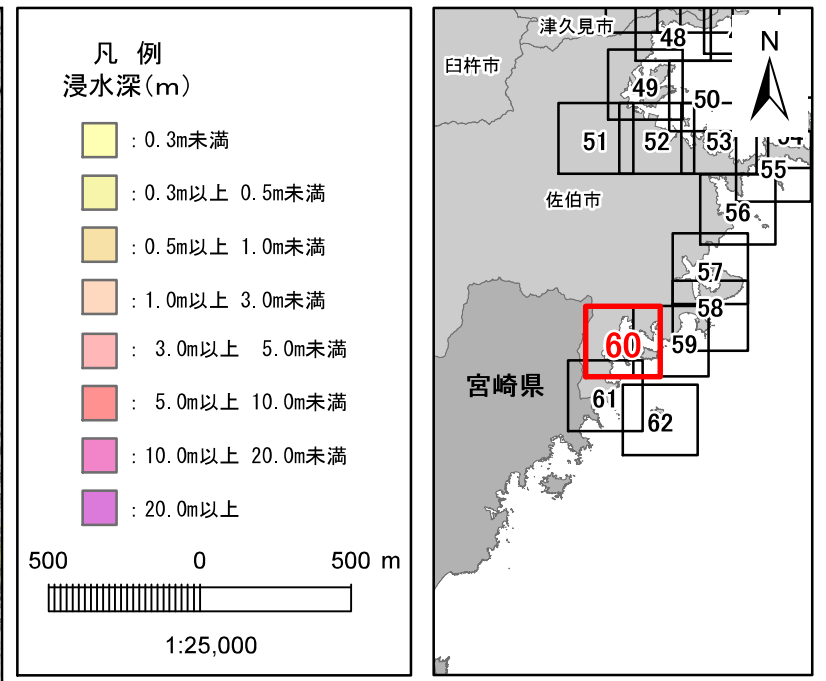 凡 例
浸水深(m)
：0.3m未満
：0.3m以上 0.5m未満
：0.5m以上 1.0m未満
：1.0m以上 3.0m未満
： 3.0m以上 5.0m未満
： 5.0m以上 10.0m未満
：10.0m以上 20.0m未満
：20.0m以上
500 0 500 m
1:25,000
津久見市
48
N
臼杵市
49
50
51 52 53
55
佐伯市
56
57
58
60 59
宮崎県
61
62